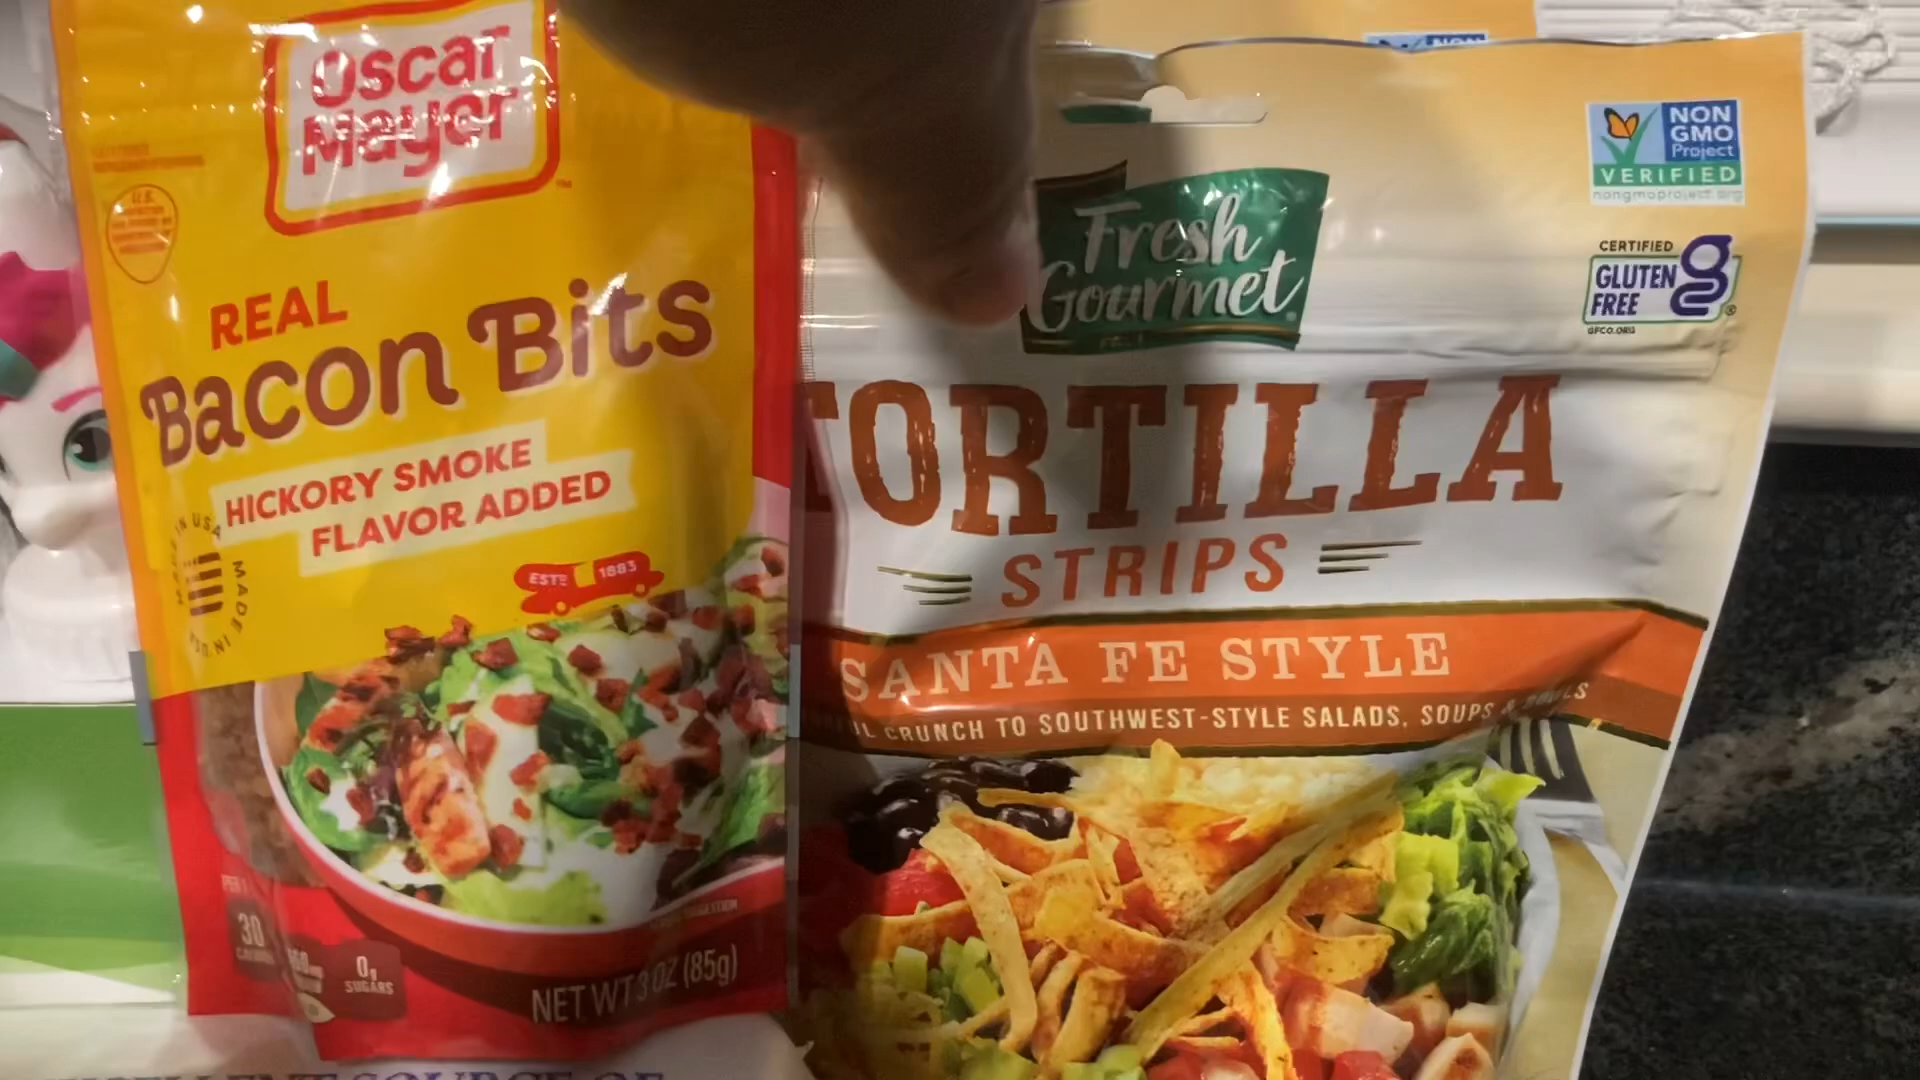 Oscar
Mayer
U.S.
REAL
Bacon Bits
HICKORY SMOKE
FLAVOR ADDED
MADE IN USA
ESTD 1883
30
0g
SUGARS
NET WT 3 OZ (85g)
NON
GMO
Project
VERIFIED
nongmoproject.org
CERTIFIED
GLUTEN
FREE
GFCO.ORG
Fresh
Gourmet
TORTILLA
STRIPS
SANTA FE STYLE
CRUNCH TO SOUTHWEST-STYLE SALADS, SOUPS & BOWLS
NON